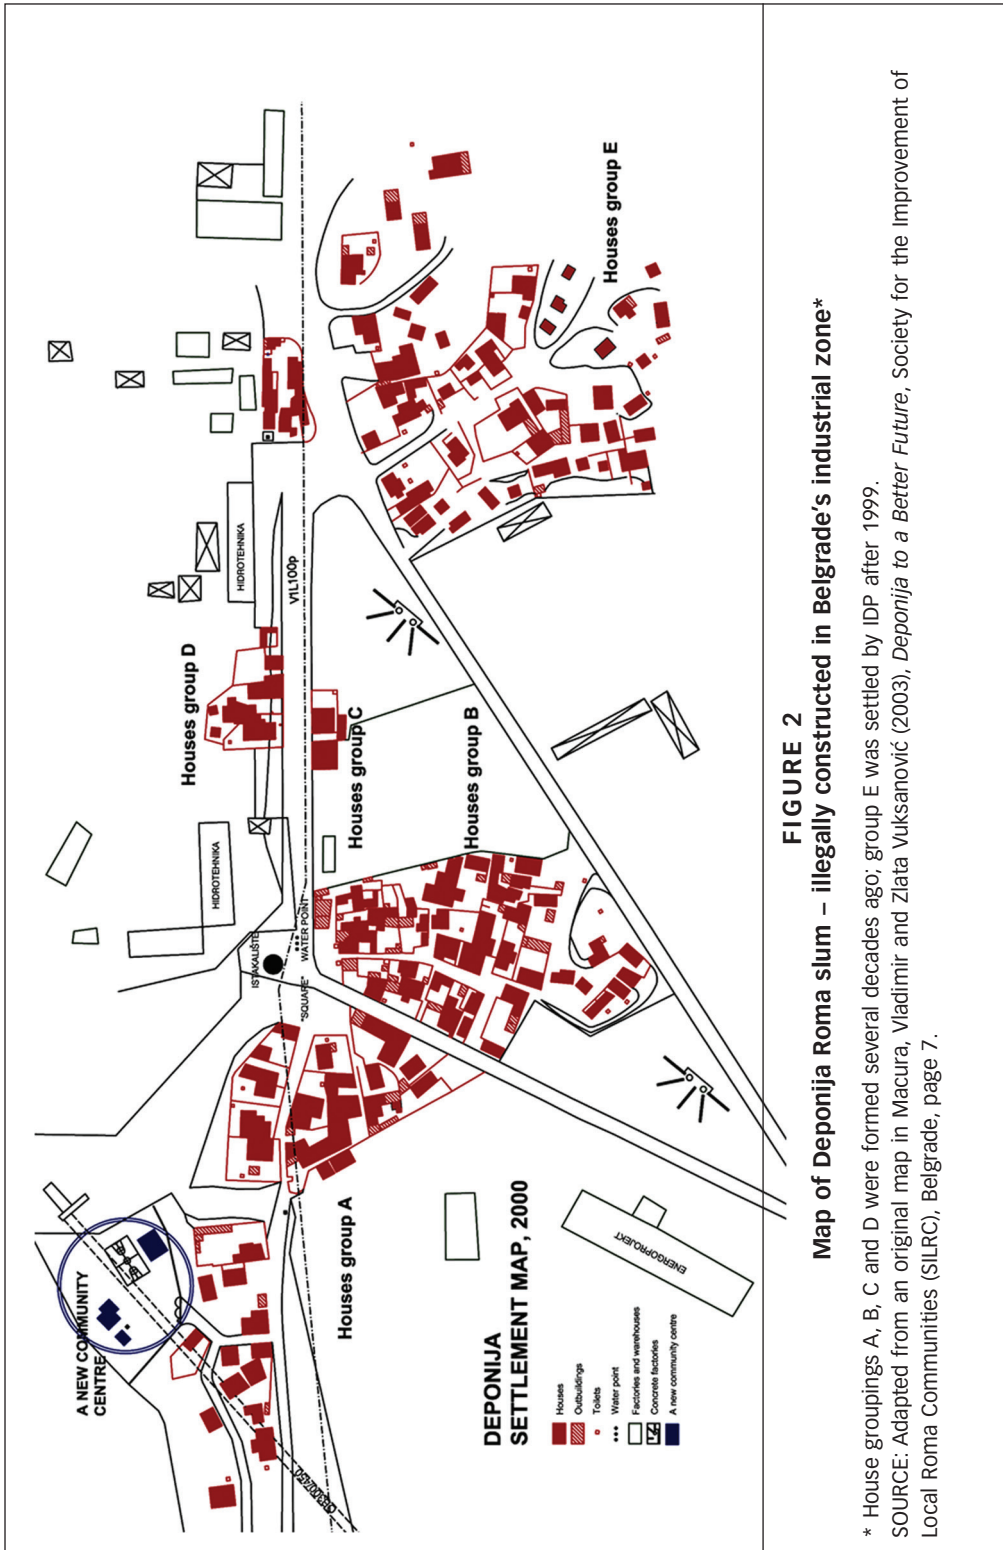 A NEW COMMUNITY
CENTRE
Houses group A
DEPONIJA
SETTLEMENT MAP, 2000
Houses
Outbuildings
Toilets
Water point
Factories and warehouses
Concrete factories
A new community centre
ENERGOPROJEKT
ISTAKALIŠTE
"SQUARE"
WATER POINT
HIDROTEHNIKA
Houses group D
Houses group C
Houses group B
HIDROTEHNIKA
V1L100p
Houses group E
FIGURE 2
Map of Deponija Roma slum – illegally constructed in Belgrade's industrial zone*
* House groupings A, B, C and D were formed several decades ago; group E was settled by IDP after 1999.
SOURCE: Adapted from an original map in Macura, Vladimir and Zlata Vuksanović (2003), Deponija to a Better Future, Society for the Improvement of
Local Roma Communities (SILRC), Belgrade, page 7.